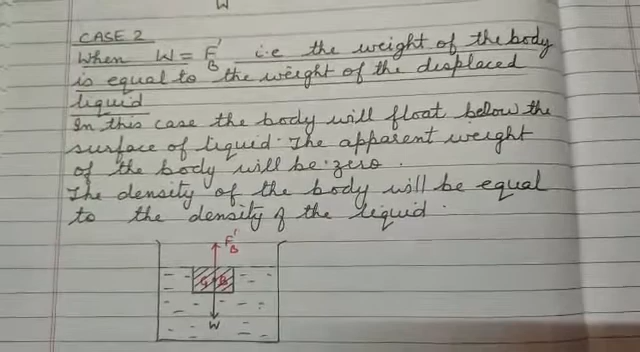 W
CASE 2
When W = F'B i.e the weight of the body
is equal to the weight of the displaced
liquid
In this case the body will float below the
surface of liquid. The apparent weight
of the body will be zero.
The density of the body will be equal
to the density of the liquid.
F'B
G B
W